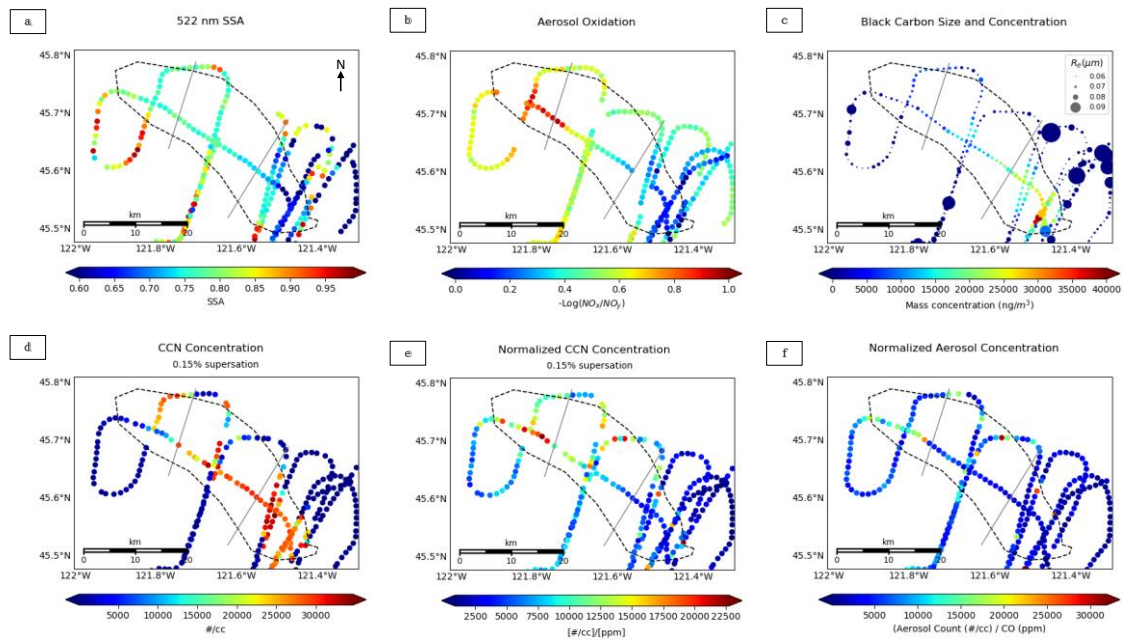 a.
522 nm SSA
45.8°N
45.7°N
45.6°N
45.5°N
N
km
0 10 20
122°W 121.8°W 121.6°W 121.4°W
0.60 0.65 0.70 0.75 0.80 0.85 0.90 0.95
SSA
b
Aerosol Oxidation
45.8°N
45.7°N
45.6°N
45.5°N
km
0 10 20
122°W 121.8°W 121.6°W 121.4°W
0.0 0.2 0.4 0.6 0.8 1.0
-Log(NOx/NOy)
c
Black Carbon Size and Concentration
45.8°N
45.7°N
45.6°N
45.5°N
Re(μm)
0.06
0.07
0.08
0.09
km
0 10 20
122°W 121.8°W 121.6°W 121.4°W
0 5000 10000 15000 20000 25000 30000 35000 40000
Mass concentration (ng/m³)
d
CCN Concentration
0.15% supersation
45.8°N
45.7°N
45.6°N
45.5°N
km
0 10 20
122°W 121.8°W 121.6°W 121.4°W
5000 10000 15000 20000 25000 30000
#/cc
e
Normalized CCN Concentration
0.15% supersation
45.8°N
45.7°N
45.6°N
45.5°N
km
0 10 20
122°W 121.8°W 121.6°W 121.4°W
2500 5000 7500 10000 12500 15000 17500 20000 22500
[#/cc]/[ppm]
f
Normalized Aerosol Concentration
45.8°N
45.7°N
45.6°N
45.5°N
km
0 10 20
122°W 121.8°W 121.6°W 121.4°W
5000 10000 15000 20000 25000 30000
(Aerosol Count (#/cc) / CO (ppm)